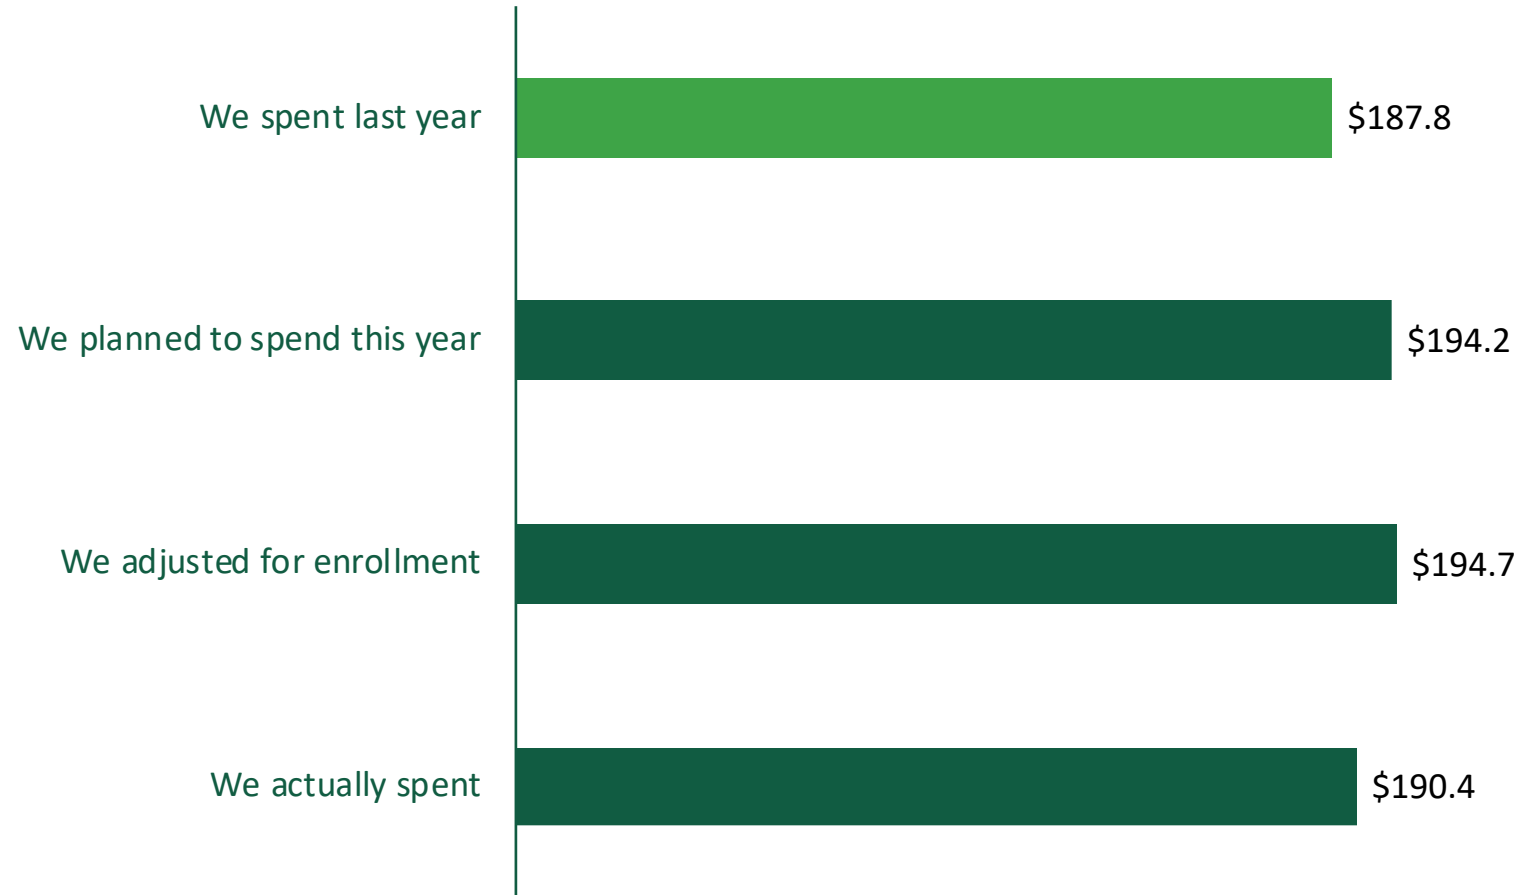 We spent last year $187.8
We planned to spend this year $194.2
We adjusted for enrollment $194.7
We actually spent $190.4